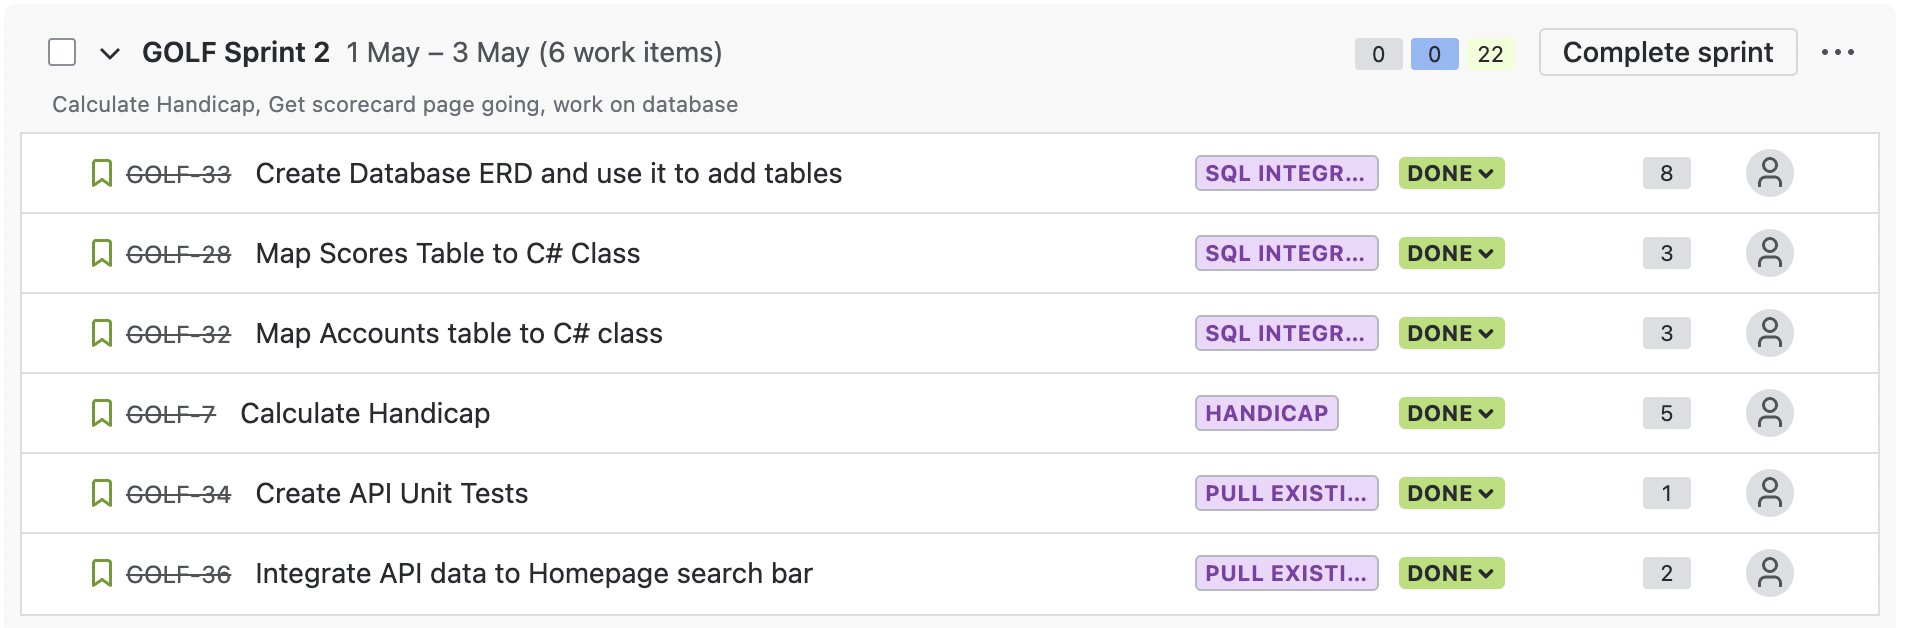 GOLF Sprint 2 1 May – 3 May (6 work items) 0 0 22 Complete sprint
Calculate Handicap, Get scorecard page going, work on database
GOLF-33 Create Database ERD and use it to add tables SQL INTEGR... DONE 8
GOLF-28 Map Scores Table to C# Class SQL INTEGR... DONE 3
GOLF-32 Map Accounts table to C# class SQL INTEGR... DONE 3
GOLF-7 Calculate Handicap HANDICAP DONE 5
GOLF-34 Create API Unit Tests PULL EXISTI... DONE 1
GOLF-36 Integrate API data to Homepage search bar PULL EXISTI... DONE 2